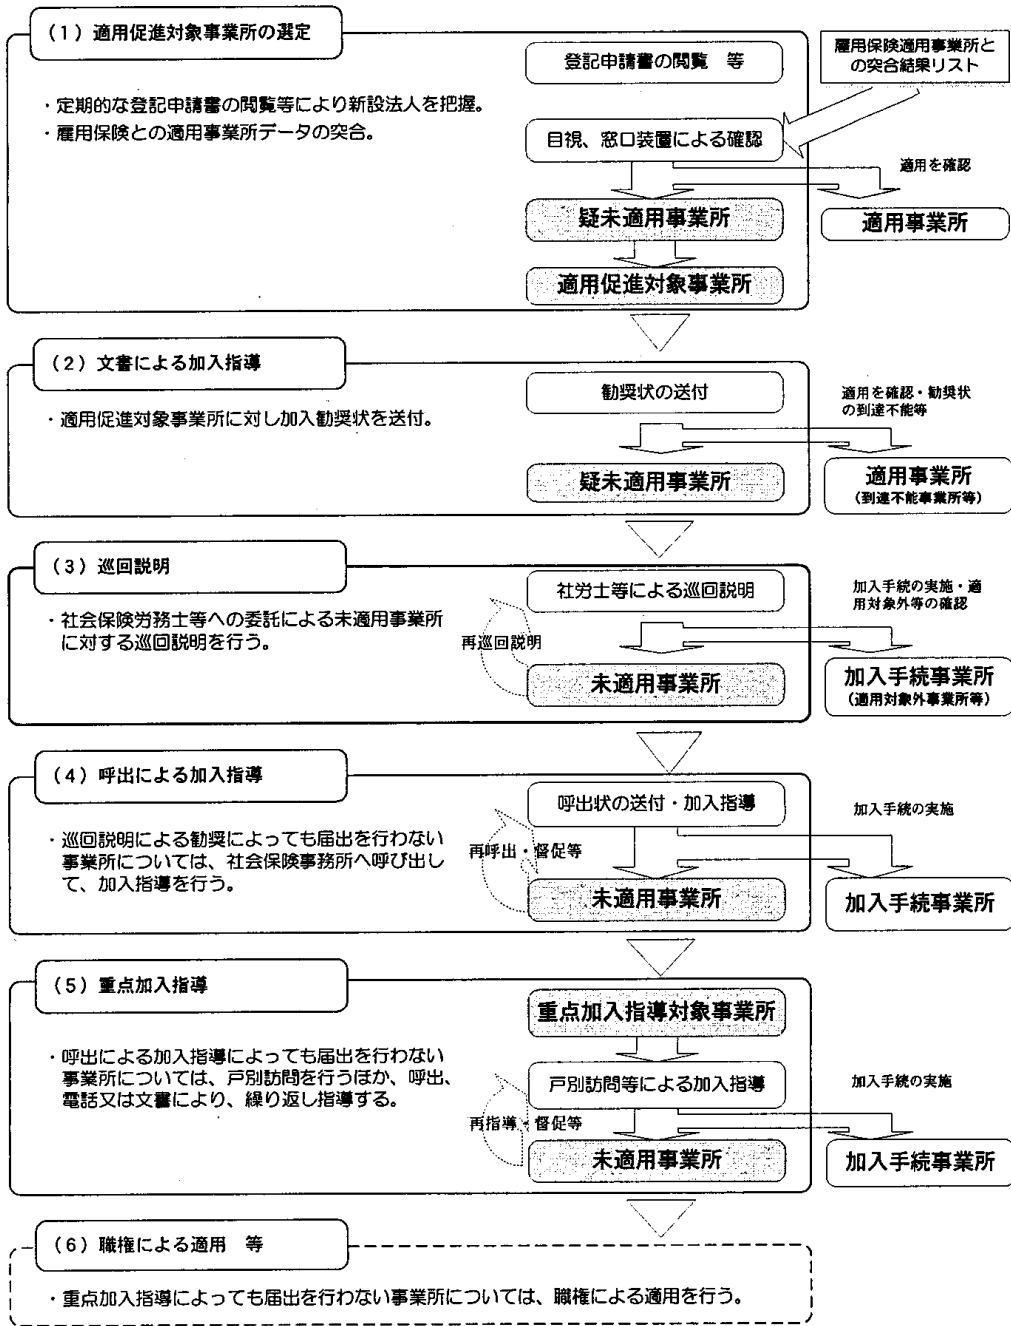 （１）適用促進対象事業所の選定
・定期的な登記申請書の閲覧等により新設法人を把握。
・雇用保険との適用事業所データの突合。
登記申請書の閲覧　等
雇用保険適用事業所と
の突合結果リスト
目視、窓口装置による確認
適用を確認
疑未適用事業所
適用事業所
適用促進対象事業所
（２）文書による加入指導
・適用促進対象事業所に対し加入勧奨状を送付。
勧奨状の送付
適用を確認・勧奨状
の到達不能等
疑未適用事業所
適用事業所
（到達不能事業所等）
（３）巡回説明
・社会保険労務士等への委託による未適用事業所
に対する巡回説明を行う。
社労士等による巡回説明
加入手続の実施・適
用対象外等の確認
再巡回説明
未適用事業所
加入手続事業所
（適用対象外事業所等）
（４）呼出による加入指導
・巡回説明による勧奨によっても届出を行わない
事業所については、社会保険事務所へ呼び出し
て、加入指導を行う。
呼出状の送付・加入指導
加入手続の実施
再呼出・督促等
未適用事業所
加入手続事業所
（５）重点加入指導
・呼出による加入指導によっても届出を行わない
事業所については、戸別訪問を行うほか、呼出、
電話又は文書により、繰り返し指導する。
重点加入指導対象事業所
戸別訪問等による加入指導
加入手続の実施
再指導・督促等
未適用事業所
加入手続事業所
（６）職権による適用　等
・重点加入指導によっても届出を行わない事業所については、職権による適用を行う。